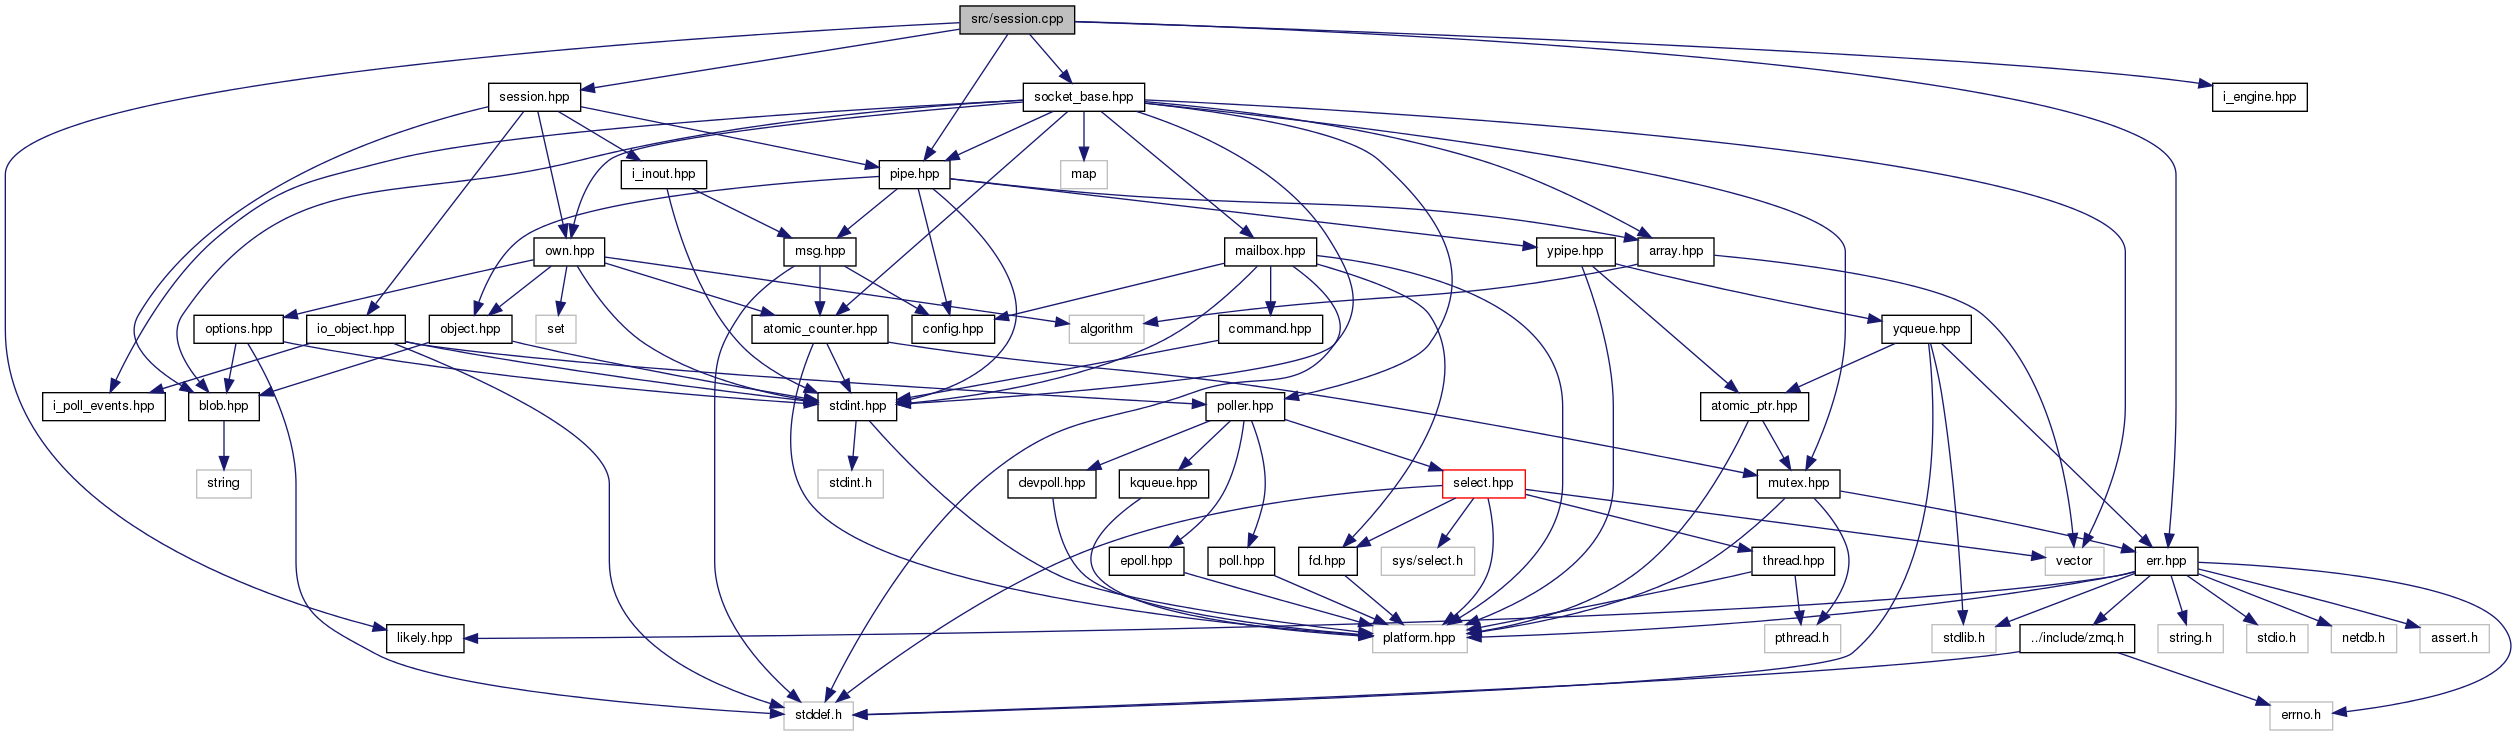 src/session.cpp
session.hpp
socket_base.hpp
i_engine.hpp
i_inout.hpp
pipe.hpp
map
own.hpp
msg.hpp
mailbox.hpp
ypipe.hpp
array.hpp
options.hpp
io_object.hpp
object.hpp
set
atomic_counter.hpp
config.hpp
algorithm
command.hpp
yqueue.hpp
i_poll_events.hpp
blob.hpp
stdint.hpp
poller.hpp
atomic_ptr.hpp
string
stdint.h
devpoll.hpp
kqueue.hpp
select.hpp
mutex.hpp
epoll.hpp
poll.hpp
fd.hpp
sys/select.h
thread.hpp
vector
err.hpp
likely.hpp
platform.hpp
pthread.h
stdlib.h
../include/zmq.h
string.h
stdio.h
netdb.h
assert.h
stddef.h
errno.h